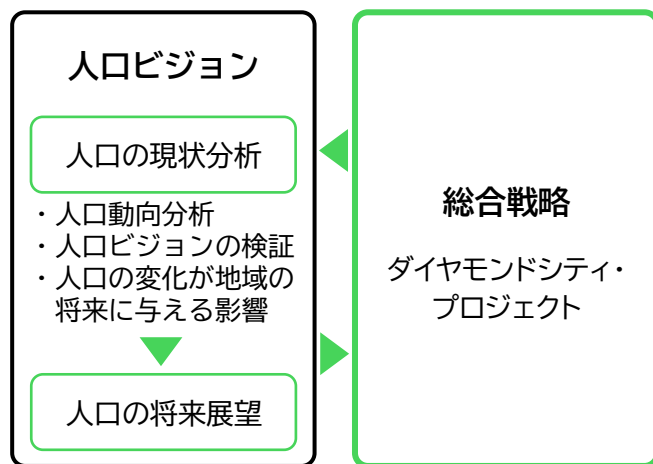 人口ビジョン
人口の現状分析
・人口動向分析
・人口ビジョンの検証
・人口の変化が地域の
将来に与える影響
人口の将来展望
総合戦略
ダイヤモンドシティ・
プロジェクト